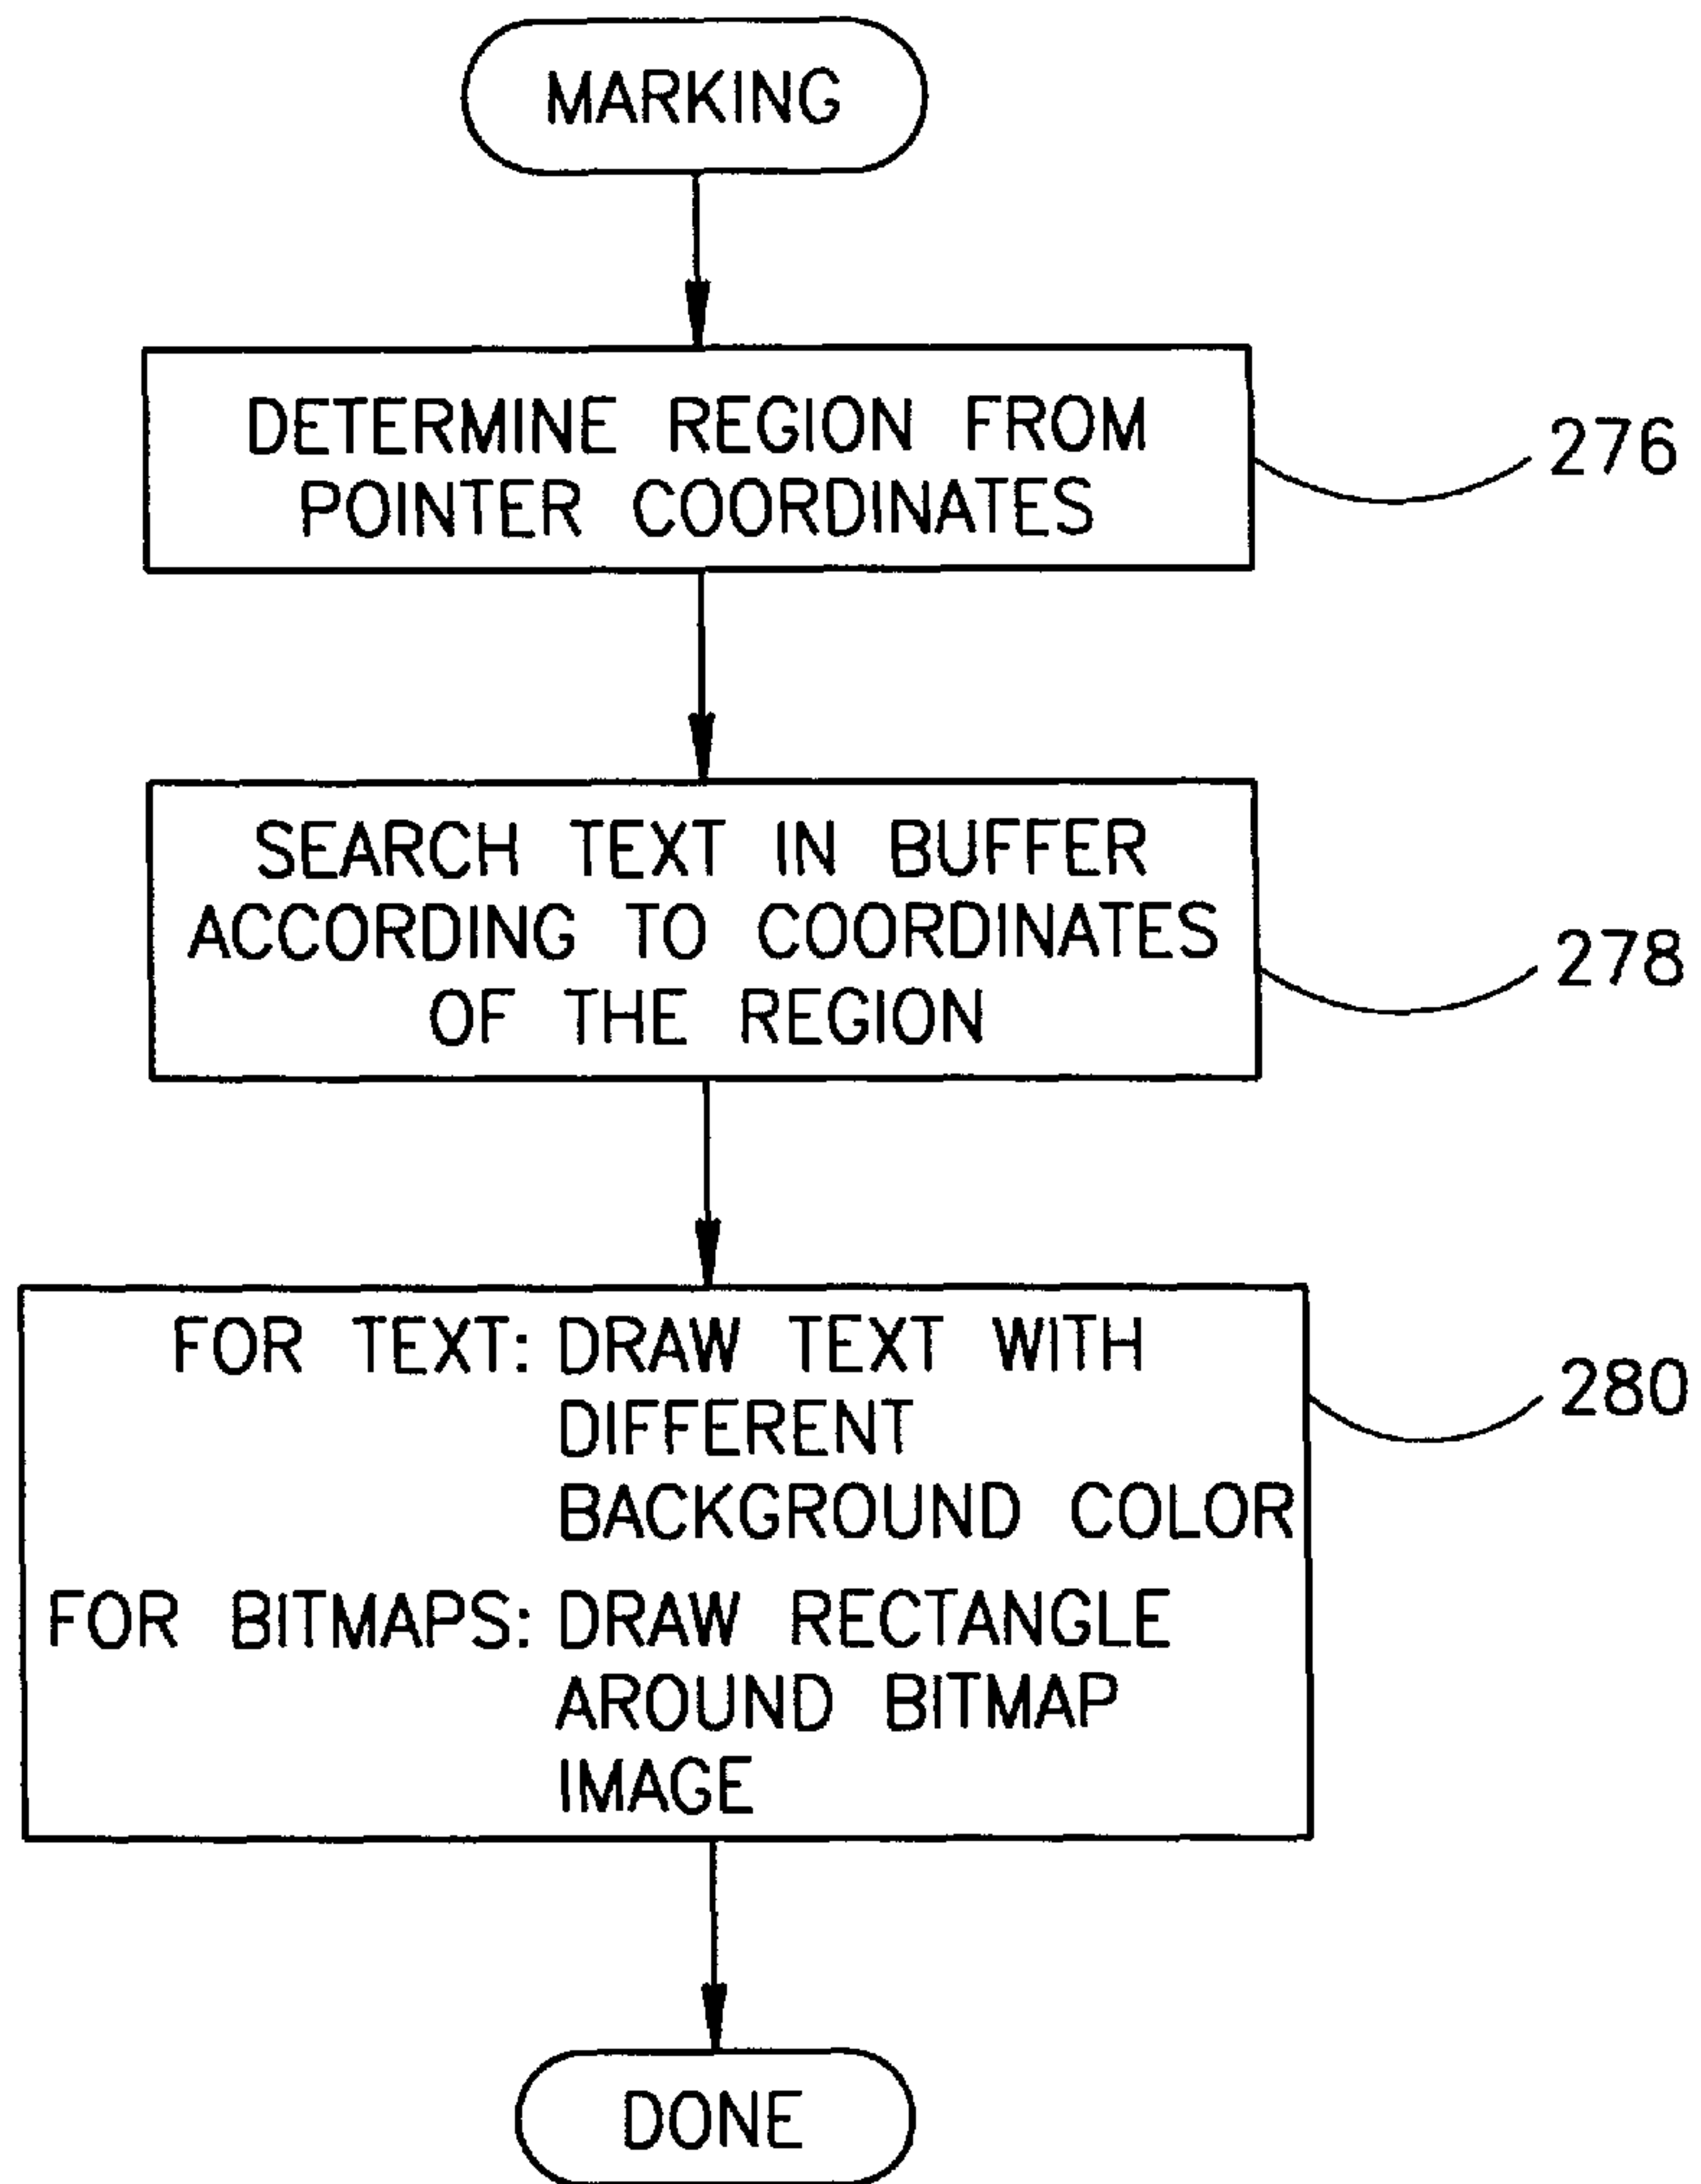 MARKING
DETERMINE REGION FROM
POINTER COORDINATES
276
SEARCH TEXT IN BUFFER
ACCORDING TO COORDINATES
OF THE REGION
278
FOR TEXT: DRAW TEXT WITH
DIFFERENT
BACKGROUND COLOR
280
FOR BITMAPS: DRAW RECTANGLE
AROUND BITMAP
IMAGE
DONE